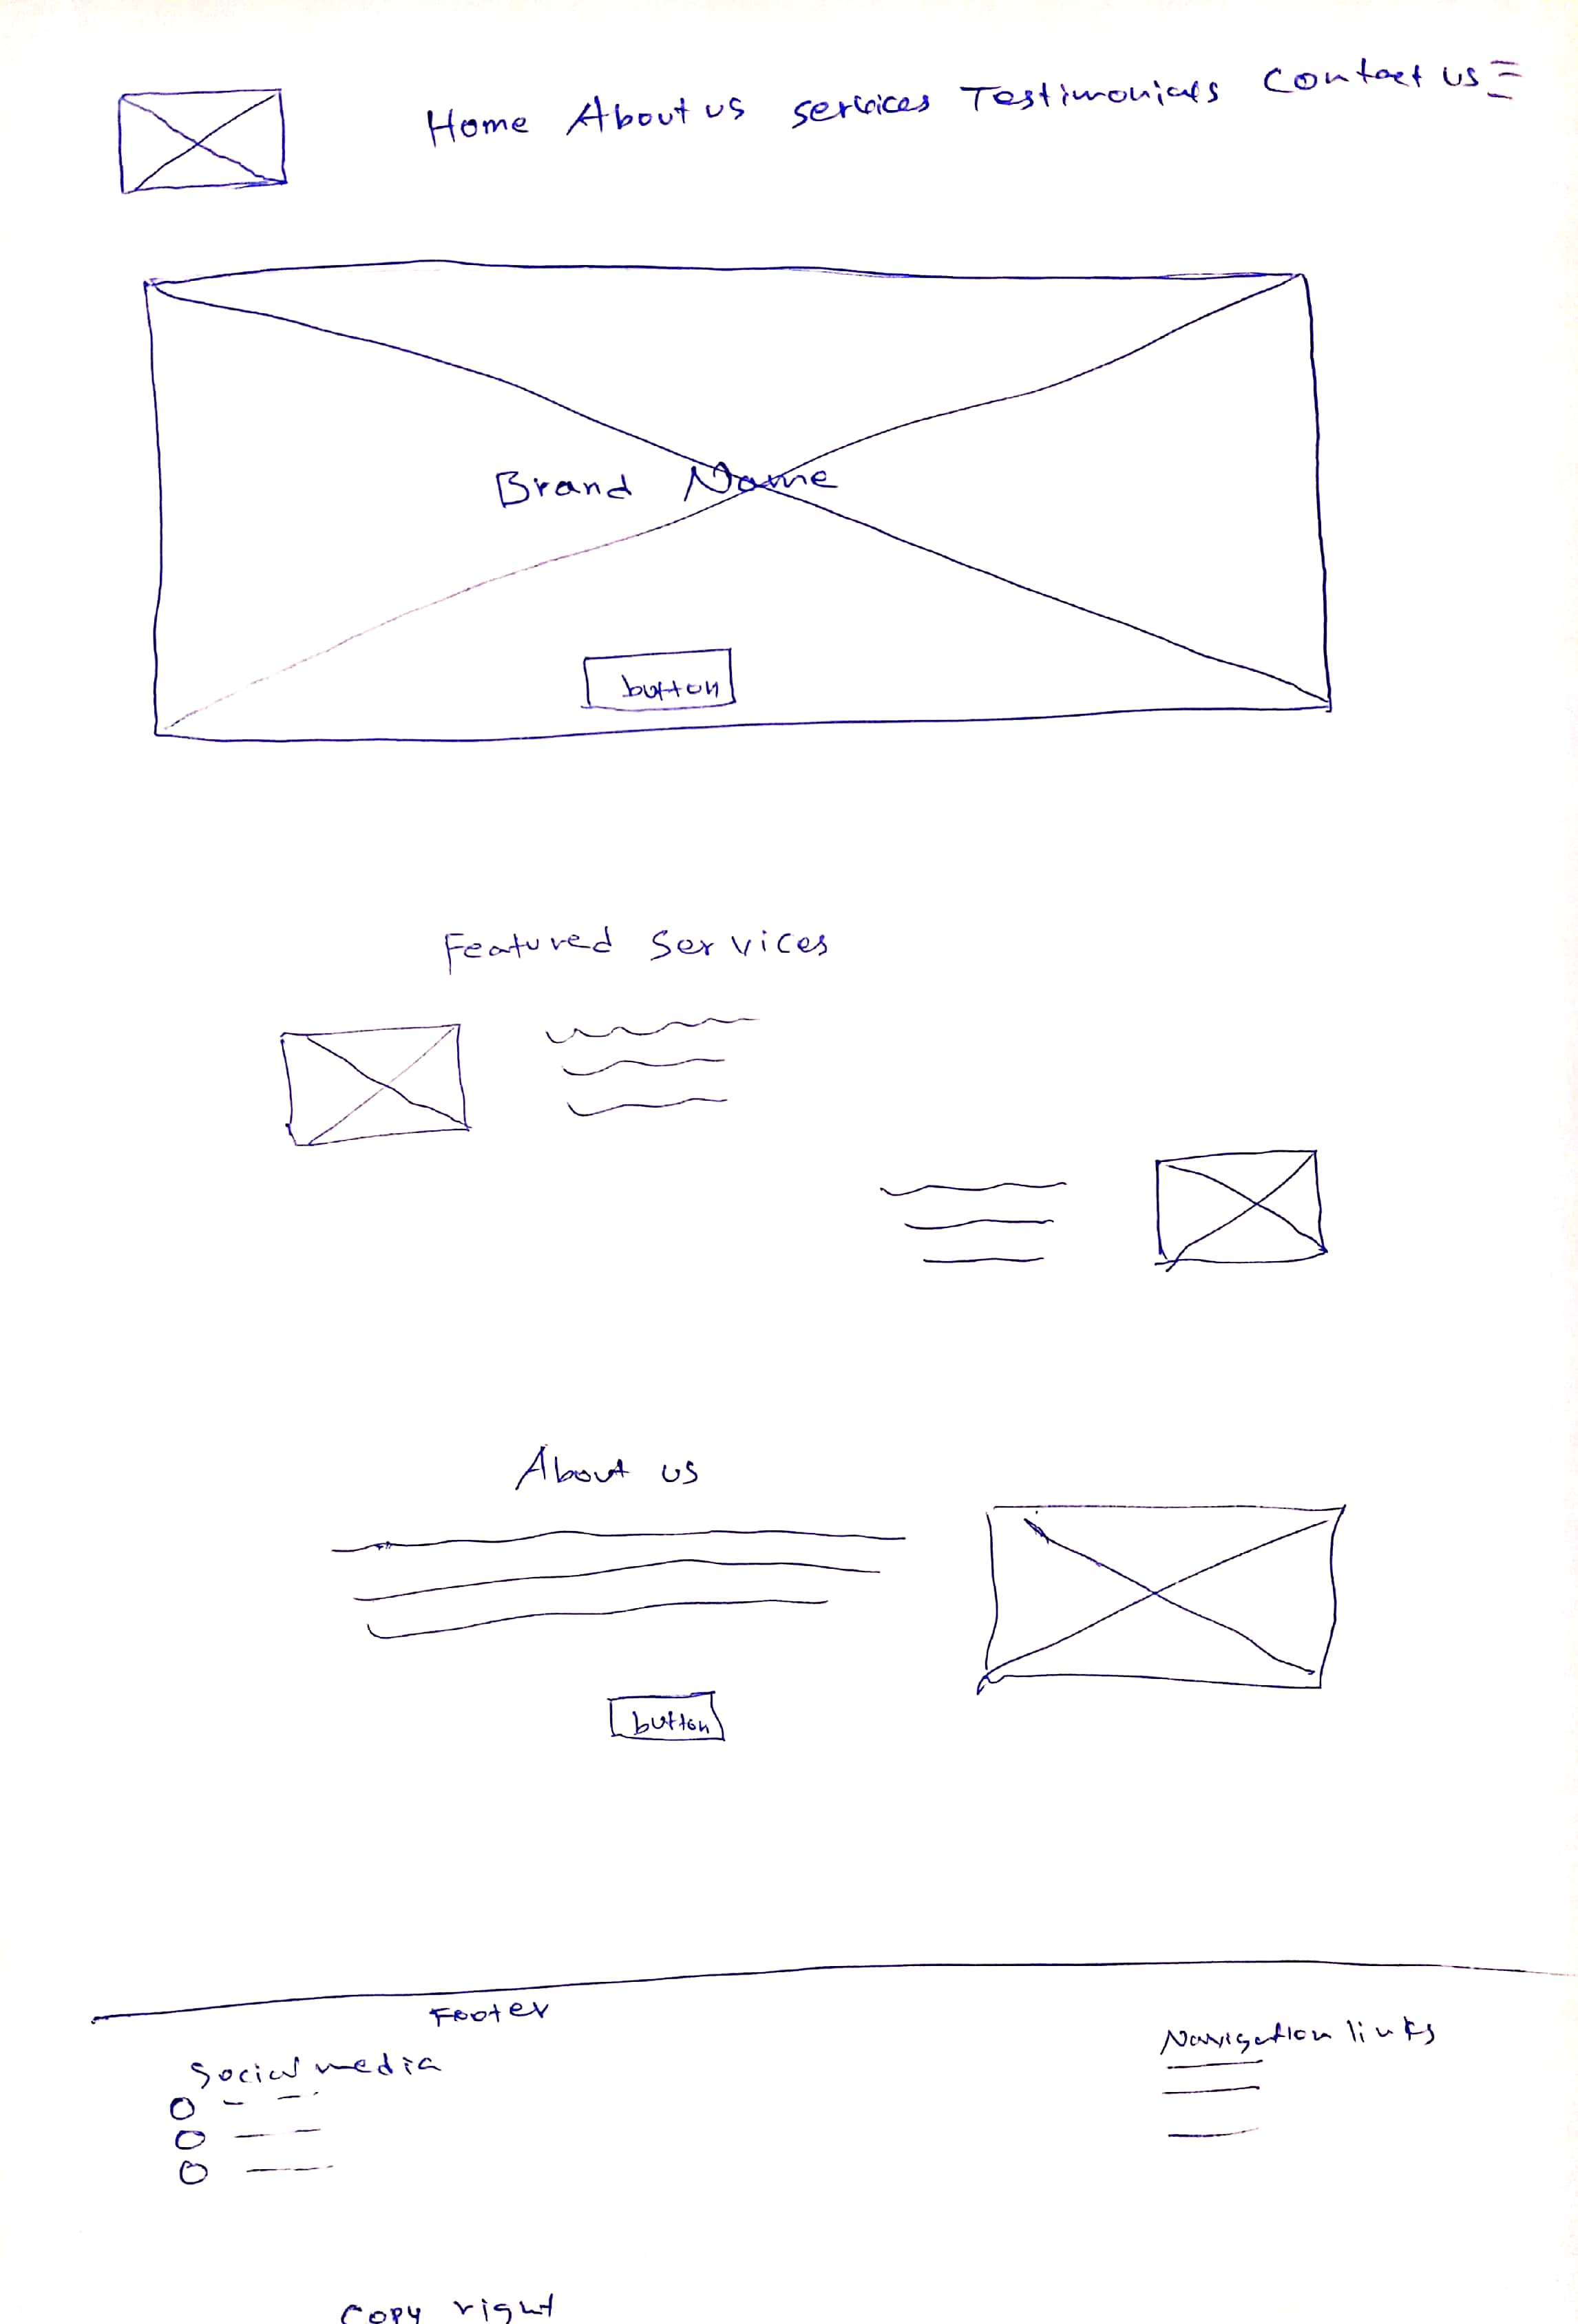 Home About us services Testimonials Contact us
Brand Name
button
Featured Services
About us
button
Footer
Social media
Navigation links
Copy right